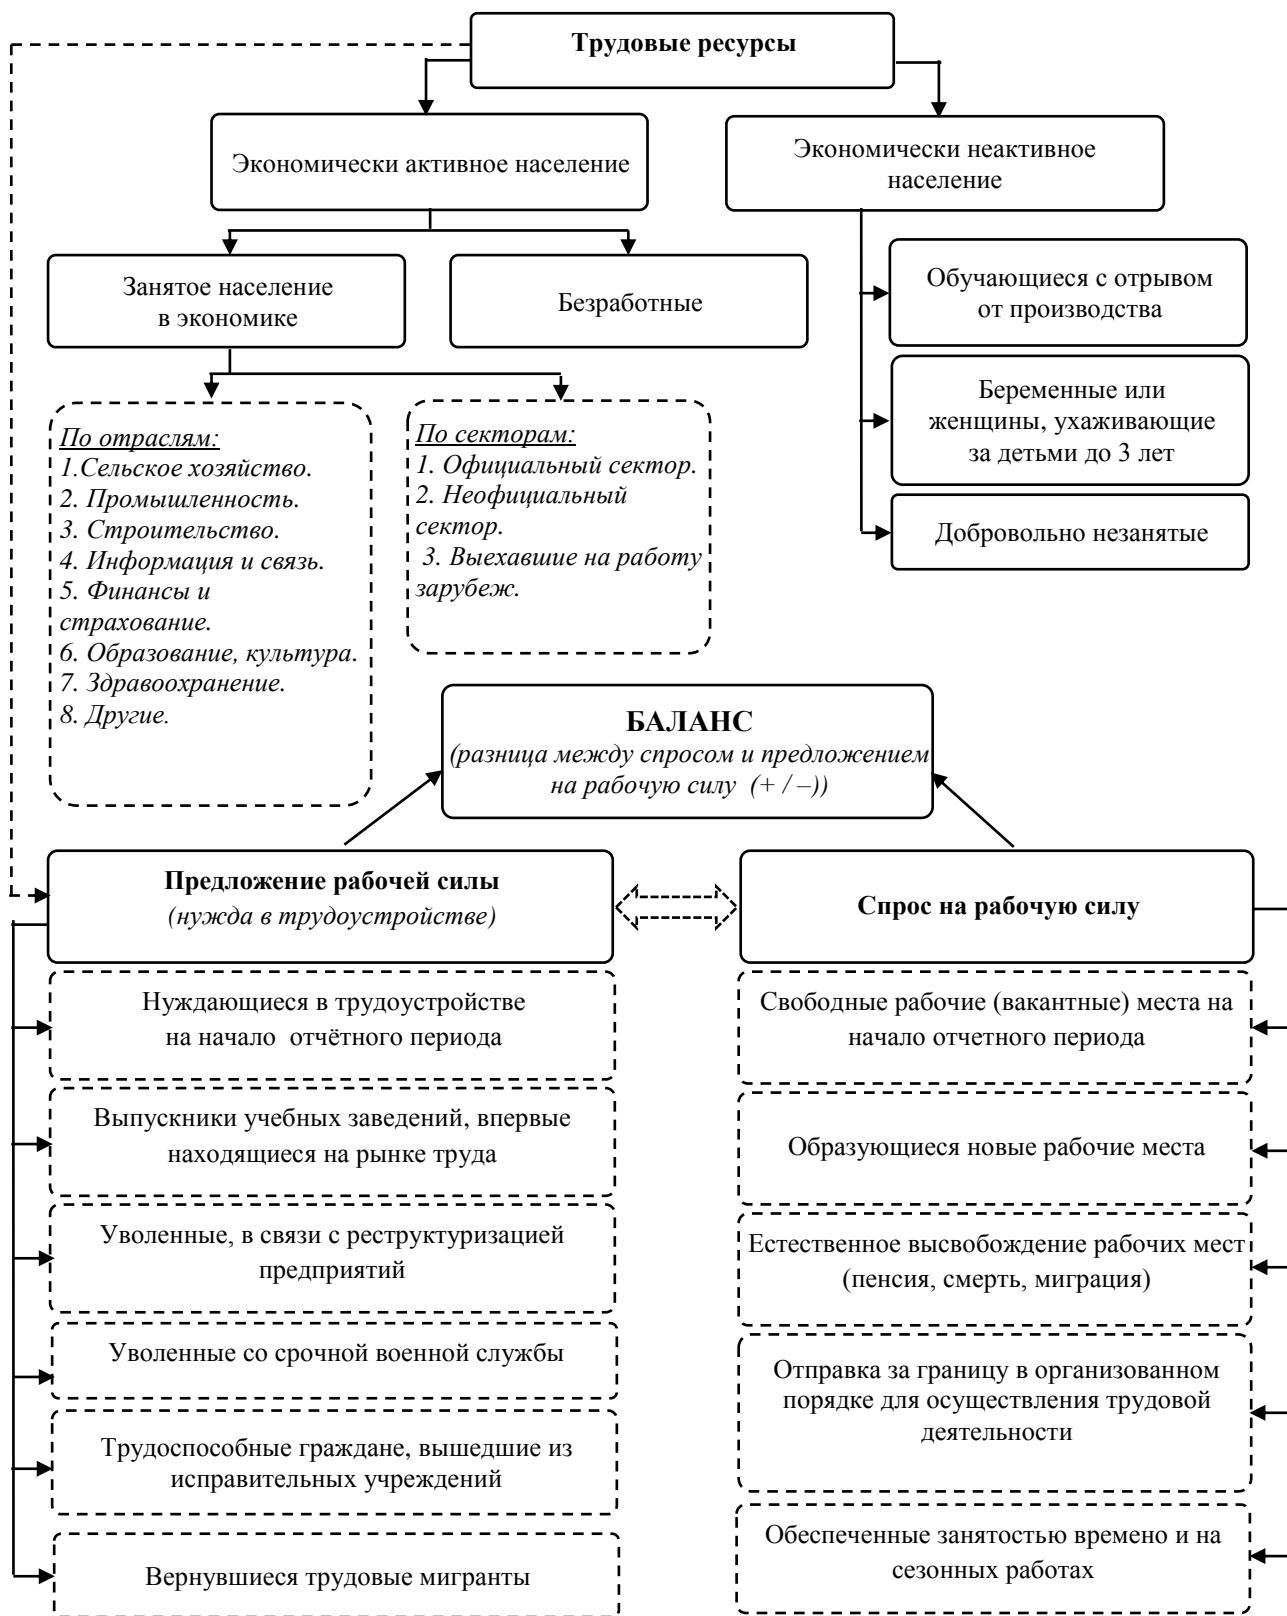 Трудовые ресурсы
Экономически активное население
Экономически неактивное
население
Занятое население
в экономике
Безработные
Обучающиеся с отрывом
от производства
Беременные или
женщины, ухаживающие
за детьми до 3 лет
Добровольно незанятые
По отраслям:
1.Сельское хозяйство.
2. Промышленность.
3. Строительство.
4. Информация и связь.
5. Финансы и
страхование.
6. Образование, культура.
7. Здравоохранение.
8. Другие.
По секторам:
1. Официальный сектор.
2. Неофициальный
сектор.
3. Выехавшие на работу
зарубеж.
БАЛАНС
(разница между спросом и предложением
на рабочую силу (+ / –))
Предложение рабочей силы
(нужда в трудоустройстве)
Спрос на рабочую силу
Нуждающиеся в трудоустройстве
на начало отчётного периода
Выпускники учебных заведений, впервые
находящиеся на рынке труда
Уволенные, в связи с реструктуризацией
предприятий
Уволенные со срочной военной службы
Трудоспособные граждане, вышедшие из
исправительных учреждений
Вернувшиеся трудовые мигранты
Свободные рабочие (вакантные) места на
начало отчетного периода
Образующиеся новые рабочие места
Естественное высвобождение рабочих мест
(пенсия, смерть, миграция)
Отправка за границу в организованном
порядке для осуществления трудовой
деятельности
Обеспеченные занятостью времено и на
сезонных работах